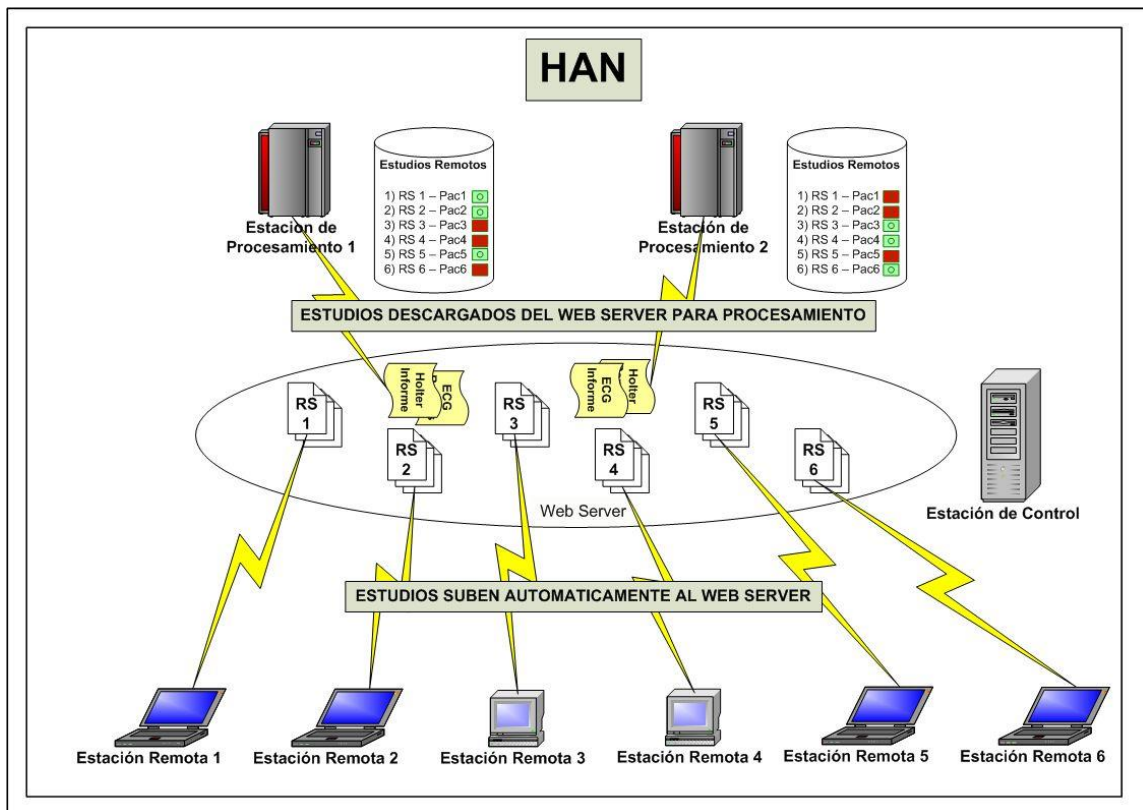 HAN
Estudios Remotos
1) RS 1 – Pac1
2) RS 2 – Pac2
3) RS 3 – Pac3
4) RS 4 – Pac4
5) RS 5 – Pac5
6) RS 6 – Pac6
Estación de
Procesamiento 1
Estudios Remotos
1) RS 1 – Pac1
2) RS 2 – Pac2
3) RS 3 – Pac3
4) RS 4 – Pac4
5) RS 5 – Pac5
6) RS 6 – Pac6
Estación de
Procesamiento 2
ESTUDIOS DESCARGADOS DEL WEB SERVER PARA PROCESAMIENTO
Holter
Informe
ECG
ECG
Informe
Holter
RS
1
RS
2
RS
3
RS
4
RS
5
RS
6
Web Server
Estación de Control
ESTUDIOS SUBEN AUTOMATICAMENTE AL WEB SERVER
Estación Remota 1
Estación Remota 2
Estación Remota 3
Estación Remota 4
Estación Remota 5
Estación Remota 6